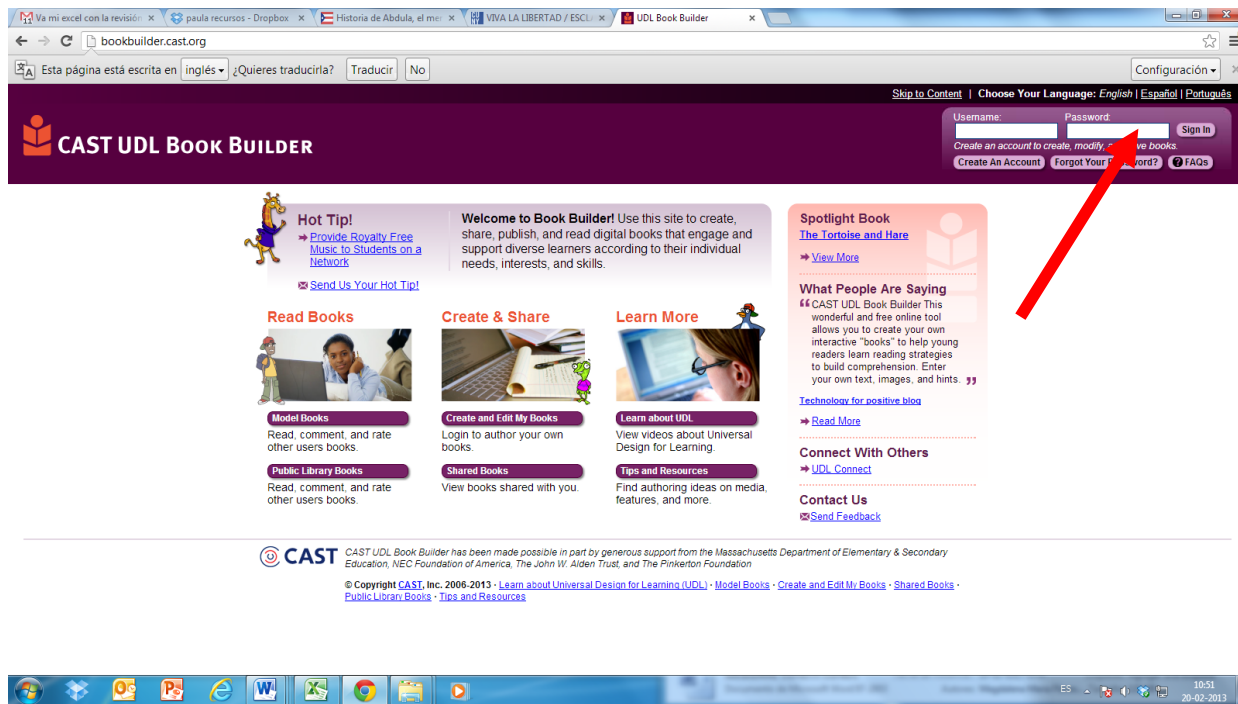 Va mi excel con la revisión
paula recursos - Dropbox
Historia de Abdula, el mer
VIVA LA LIBERTAD / ESCL
UDL Book Builder
bookbuilder.cast.org
Esta página está escrita en inglés ¿Quieres traducirla? Traducir No Configuración
Skip to Content | Choose Your Language: English | Español | Português
CAST UDL BOOK BUILDER
Username: Password:
Sign In
Create an account to create, modify, books.
Create An Account Forgot Your FAQs
Hot Tip!
Provide Royalty Free
Music to Students on a
Network
Send Us Your Hot Tip!
Welcome to Book Builder! Use this site to create,
share, publish, and read digital books that engage and
support diverse learners according to their individual
needs, interests, and skills.
Read Books
Model Books
Read, comment, and rate
other users books.
Public Library Books
Read, comment, and rate
other users books.
Create & Share
Create and Edit My Books
Login to author your own
books.
Shared Books
View books shared with you.
Learn More
Learn about UDL
View videos about Universal
Design for Learning.
Tips and Resources
Find authoring ideas on media,
features, and more.
Spotlight Book
The Tortoise and Hare
View More
What People Are Saying
“CAST UDL Book Builder This
wonderful and free online tool
allows you to create your own
interactive "books" to help young
readers learn reading strategies
to build comprehension. Enter
your own text, images, and hints. ”
Technology for positive blog
Read More
Connect With Others
UDL Connect
Contact Us
Send Feedback
CAST
CAST UDL Book Builder has been made possible in part by generous support from the Massachusetts Department of Elementary & Secondary
Education, NEC Foundation of America, The John W. Alden Trust, and The Pinkerton Foundation
© Copyright CAST, Inc. 2006-2013 · Learn about Universal Design for Learning (UDL) · Model Books · Create and Edit My Books · Shared Books ·
Public Library Books · Tips and Resources
ES
10:51
20-02-2013